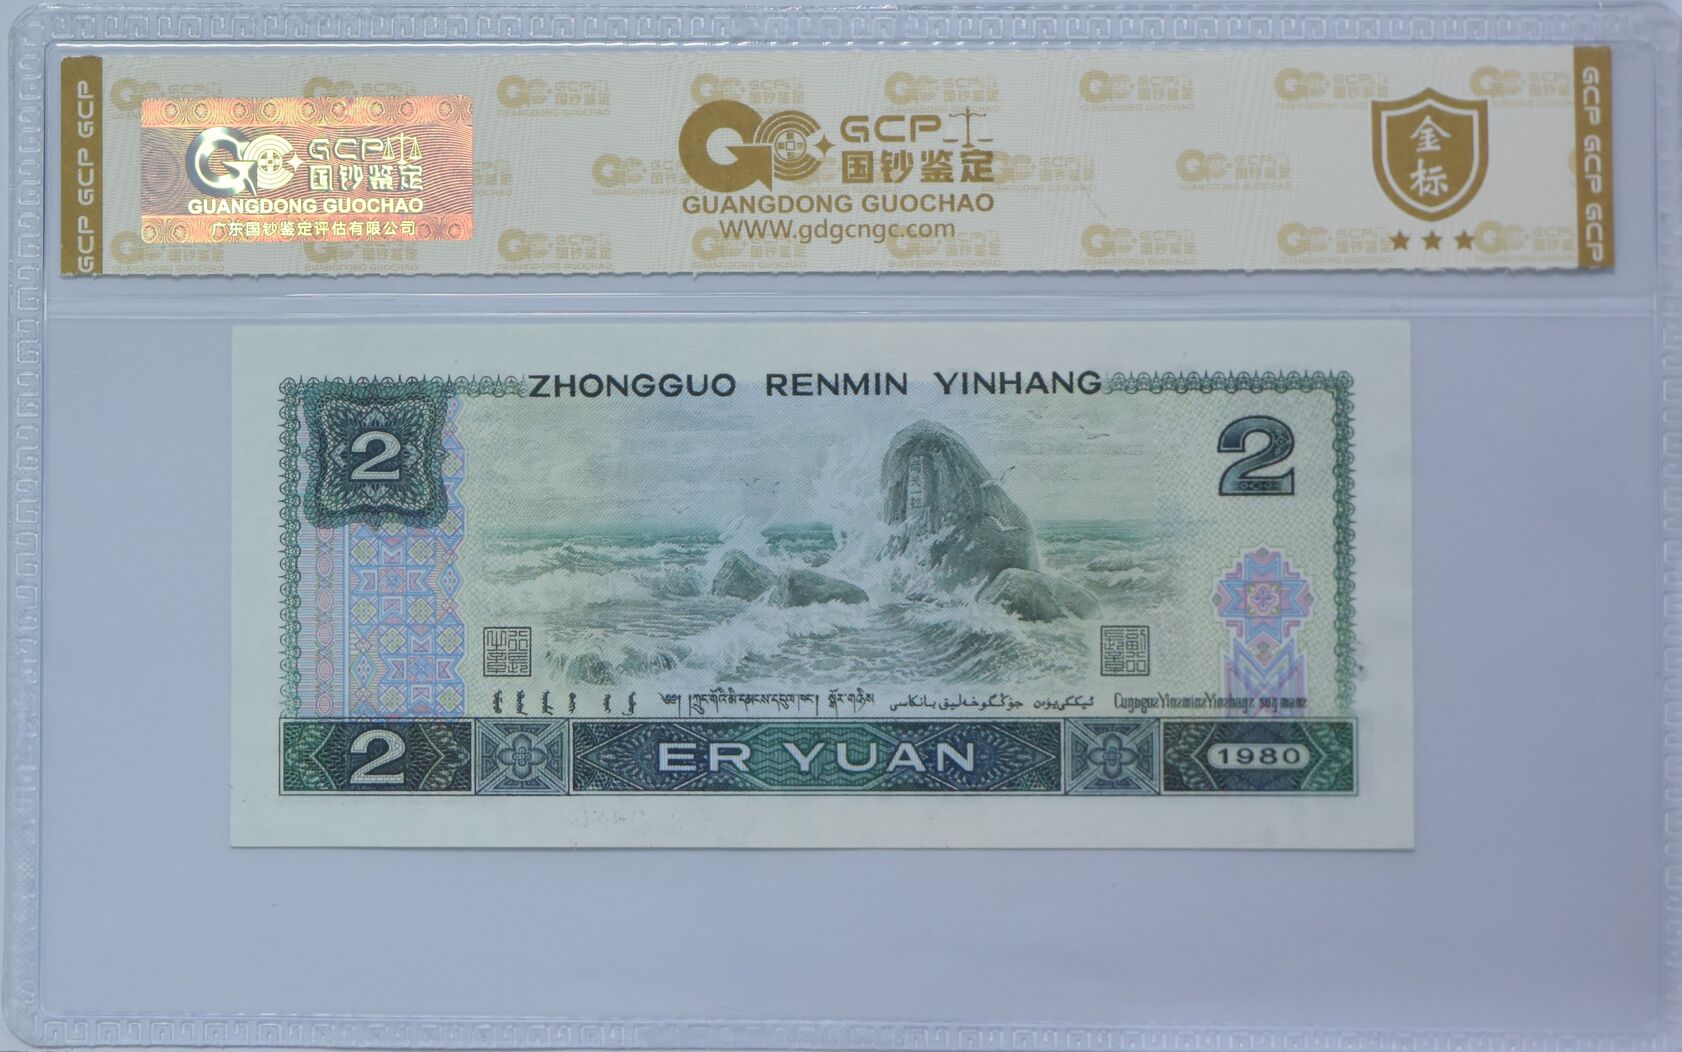 GCP GCP GCP
GCP
国钞鉴定
GUANGDONG GUOCHAO
广东国钞鉴定评估有限公司
GCP
国钞鉴定
GUANGDONG GUOCHAO
www.gdgcngc.com
金标
GCP GCP GCP
ZHONGGUO RENMIN YINHANG
2
2
2 ER YUAN 1980